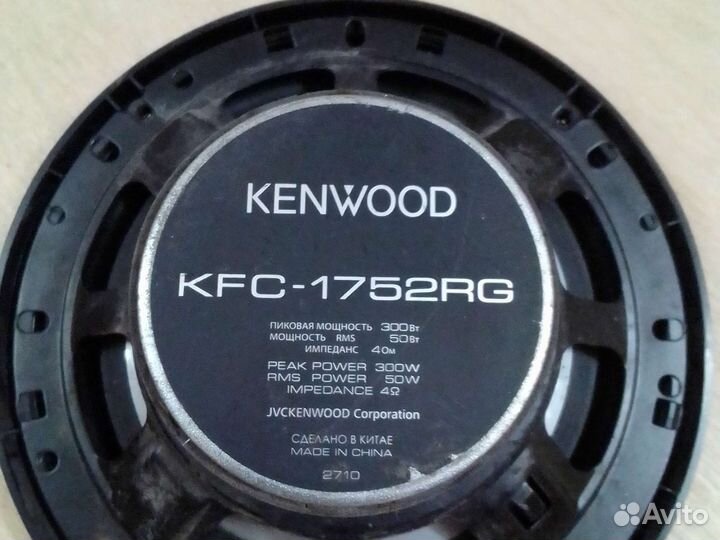 KENWOOD
KFC-1752RG
ПИКОВАЯ МОЩНОСТЬ 300Вт
МОЩНОСТЬ RMS 50Вт
ИМПЕДАНС 4Ом
PEAK POWER 300W
RMS POWER 50W
IMPEDANCE 4Ω
JVCKENWOOD Corporation
СДЕЛАНО В КИТАЕ
MADE IN CHINA
2710
Avito